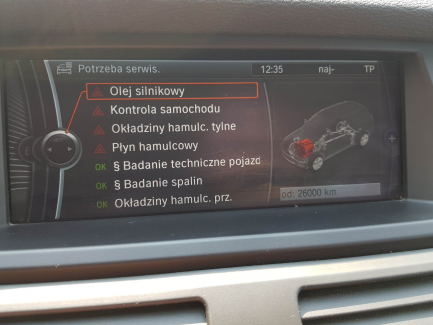 Potrzeba serwis. 12:35 naj- TP
Olej silnikowy
Kontrola samochodu
Okładziny hamulc. tylne
Płyn hamulcowy
OK § Badanie techniczne pojazd
OK § Badanie spalin
OK Okładziny hamulc. prz.
od: 26000 km